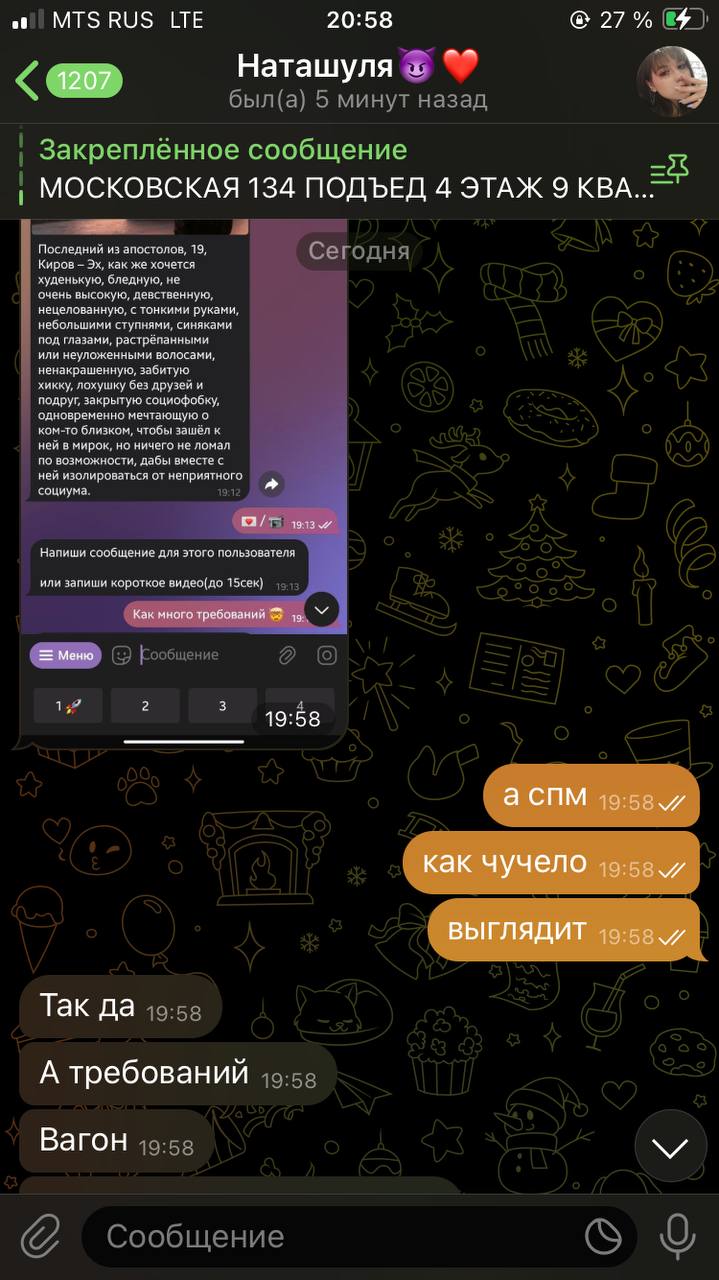 MTS RUS LTE 20:58 27 %
1207
Наташуля😈❤️
был(а) 5 минут назад
Закреплённое сообщение
МОСКОВСКАЯ 134 ПОДЪЕД 4 ЭТАЖ 9 КВА...
Сегодня
Последний из апостолов, 19,
Киров – Эх, как же хочется
худенькую, бледную, не
очень высокую, девственную,
нецелованную, с тонкими руками,
небольшими ступнями, синяками
под глазами, растрёпанными
или неуложенными волосами,
ненакрашенную, забитую
хикку, лохушку без друзей и
подруг, закрытую социофобку,
одновременно мечтающую о
ком-то близком, чтобы зашёл к
ней в мирок, но ничего не ломал
по возможности, дабы вместе с
ней изолироваться от неприятного
социума.
19:12
💌 / 📹 19:13
Напиши сообщение для этого пользователя
или запиши короткое видео(до 15сек) 19:13
Как много требований 🤯 19:
Меню Сообщение
1 🚀 2 3 4
19:58
а спм 19:58
как чучело 19:58
выглядит 19:58
Так да 19:58
А требований 19:58
Вагон 19:58
Сообщение